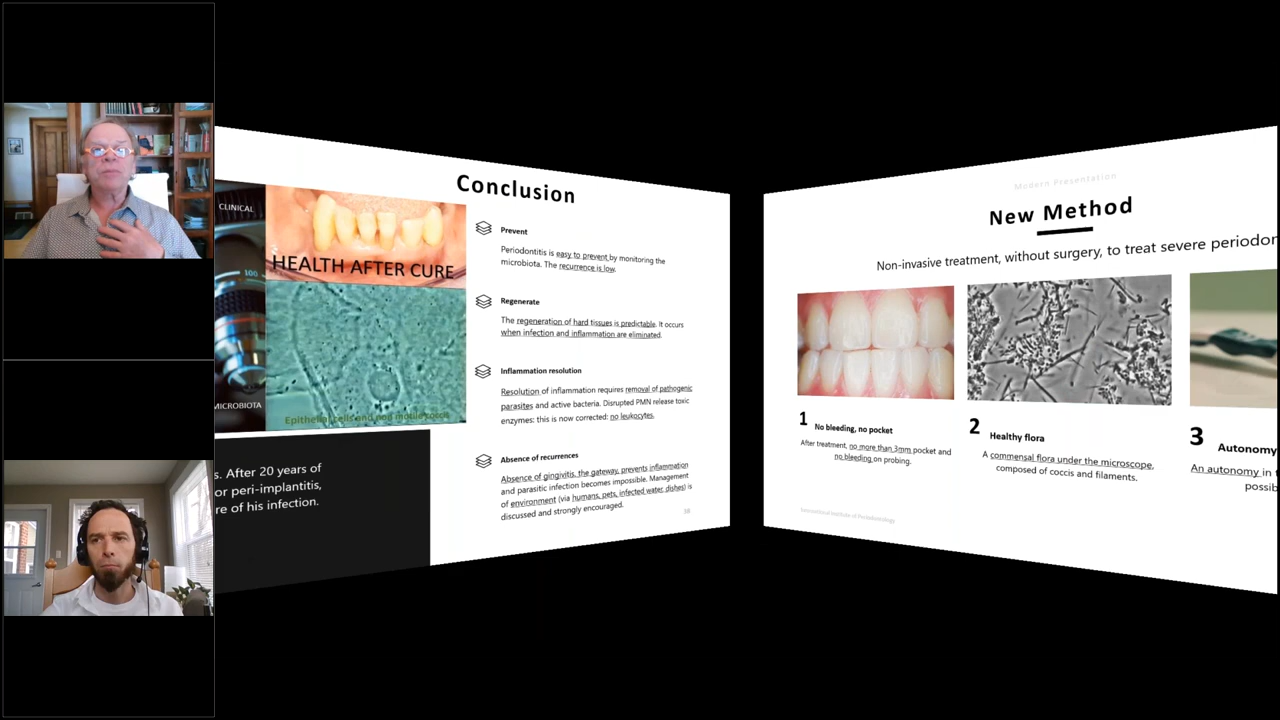 Conclusion
CLINICAL
100
HEALTH AFTER CURE
MICROBIOTA
Epithelial cells and non motile cocci
s. After 20 years of
or peri-implantitis,
re of his infection.
Prevent
Periodontitis is easy to prevent by monitoring the
microbiota. The recurrence is low.
Regenerate
The regeneration of hard tissues is predictable. It occurs
when infection and inflammation are eliminated.
Inflammation resolution
Resolution of inflammation requires removal of pathogenic
parasites and active bacteria. Disrupted PMN release toxic
enzymes: this is now corrected: no leukocytes.
Absence of recurrences
Absence of gingivitis, the gateway, prevents inflammation
and parasitic infection becomes impossible. Management
of environment (via humans, pets, infected water, dishes) is
discussed and strongly encouraged.
Modern Presentation
New Method
Non-invasive treatment, without surgery, to treat severe periodon
1
No bleeding, no pocket
After treatment, no more than 3mm pocket and
no bleeding on probing.
2
Healthy flora
A commensal flora under the microscope,
composed of coccis and filaments.
3
Autonomy
An autonomy in t
possib
Institute of Periodontology